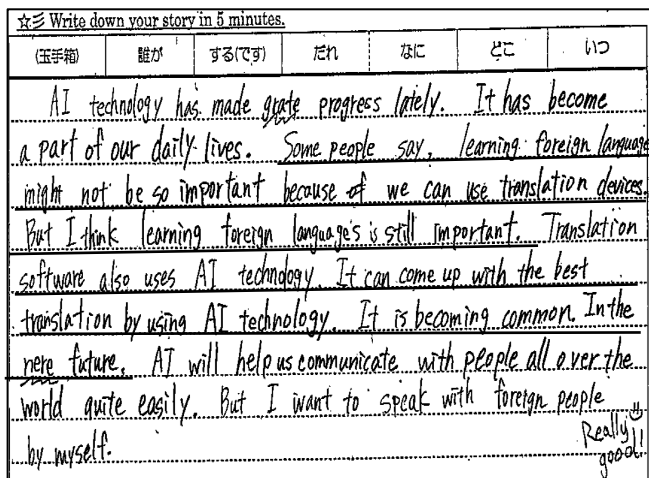 ☆彡 Write down your story in 5 minutes.
(玉手箱) 誰が する(です) だれ なに どこ いつ
AI technology has made grate progress lately. It has become
a part of our daily lives. Some people say, learning foreign language
might not be so important because of we can use translation devices.
But I think learning foreign language's is still important. Translation
software also uses AI technology. It can come up with the best
translation by using AI technology. It is becoming common. In the
nere future, AI will help us communicate with people all over the
world quite easily. But I want to speak with foreign people
by myself.
Really
good!!